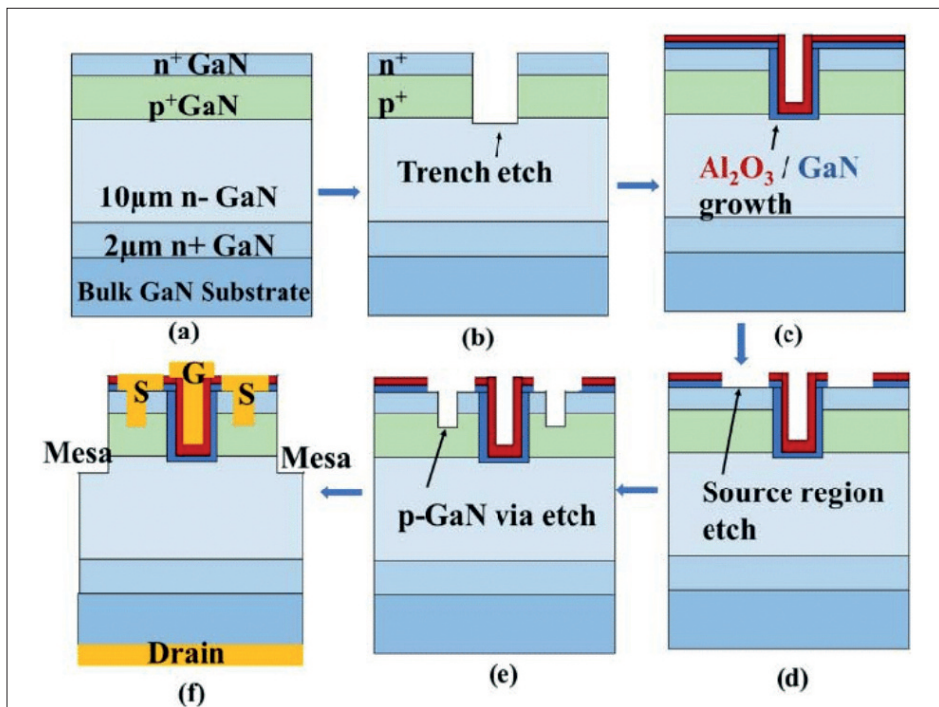 n⁺ GaN
p⁺GaN
10μm n- GaN
2μm n+ GaN
Bulk GaN Substrate
(a)
n⁺
p⁺
Trench etch
(b)
Al₂O₃ / GaN
growth
(c)
Source region
etch
(d)
p-GaN via etch
(e)
G
S
S
Mesa
Mesa
Drain
(f)